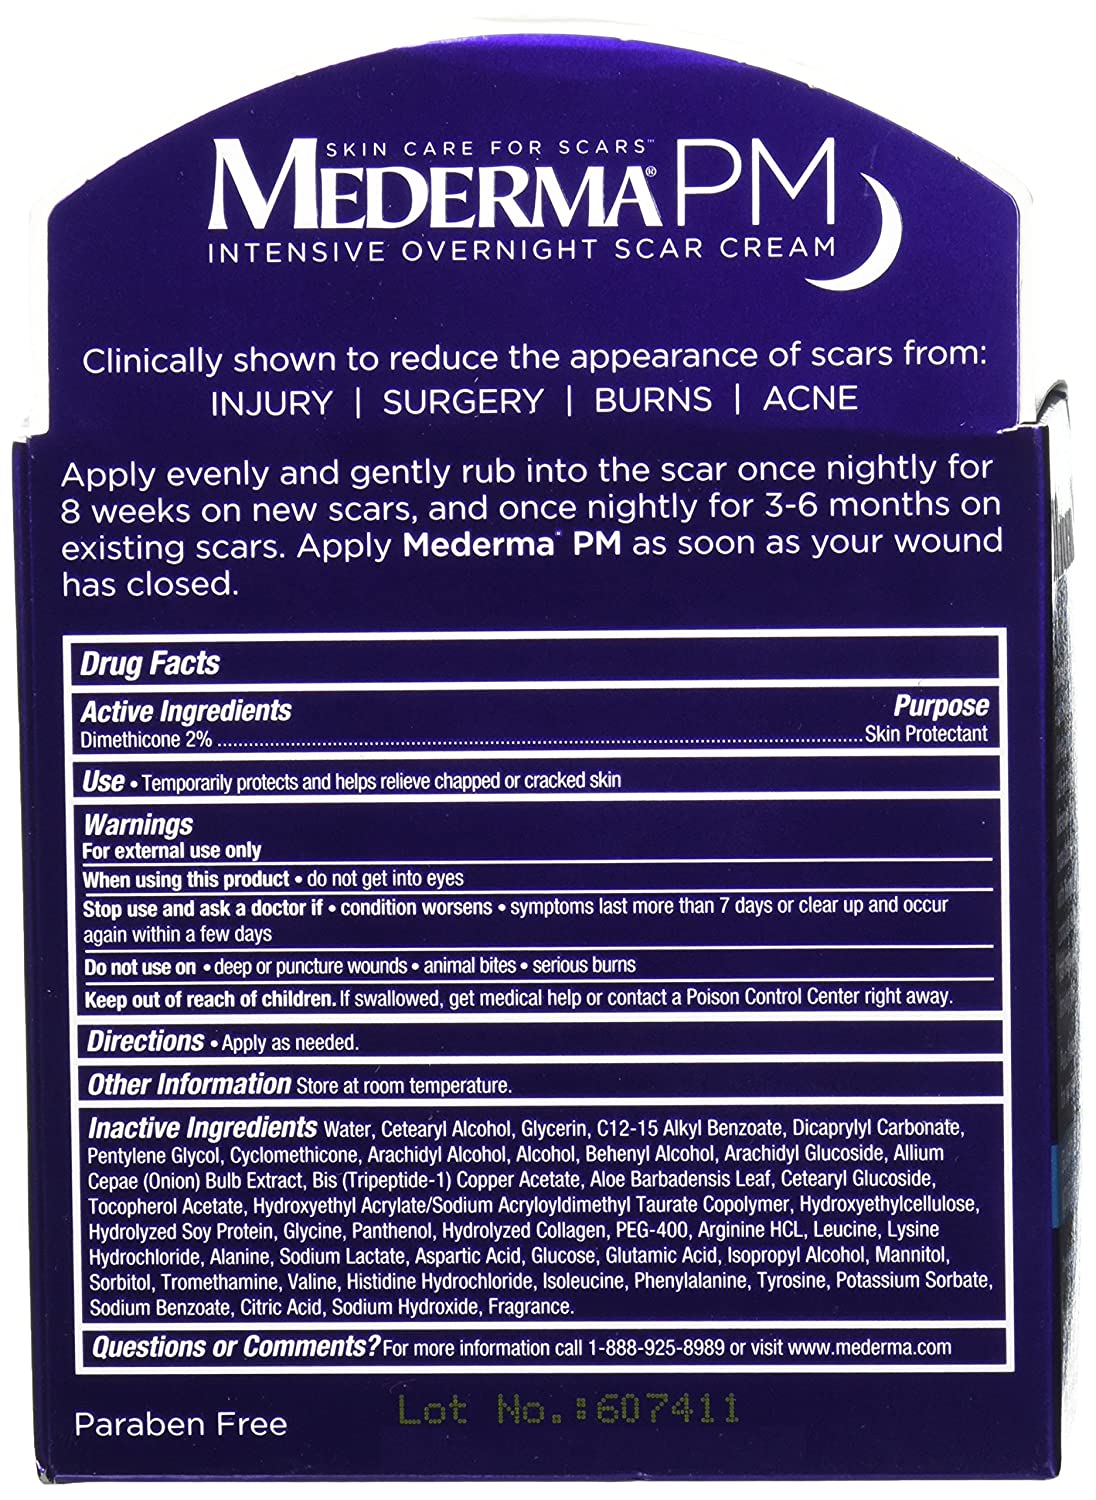 SKIN CARE FOR SCARS™
MEDERMA® PM
INTENSIVE OVERNIGHT SCAR CREAM
Clinically shown to reduce the appearance of scars from:
INJURY | SURGERY | BURNS | ACNE
Apply evenly and gently rub into the scar once nightly for
8 weeks on new scars, and once nightly for 3-6 months on
existing scars. Apply Mederma® PM as soon as your wound
has closed.
Drug Facts
Active Ingredients Purpose
Dimethicone 2% ........................ Skin Protectant
Use • Temporarily protects and helps relieve chapped or cracked skin
Warnings
For external use only
When using this product • do not get into eyes
Stop use and ask a doctor if • condition worsens • symptoms last more than 7 days or clear up and occur
again within a few days
Do not use on • deep or puncture wounds • animal bites • serious burns
Keep out of reach of children. If swallowed, get medical help or contact a Poison Control Center right away.
Directions • Apply as needed.
Other Information Store at room temperature.
Inactive Ingredients Water, Cetearyl Alcohol, Glycerin, C12-15 Alkyl Benzoate, Dicaprylyl Carbonate,
Pentylene Glycol, Cyclomethicone, Arachidyl Alcohol, Alcohol, Behenyl Alcohol, Arachidyl Glucoside, Allium
Cepae (Onion) Bulb Extract, Bis (Tripeptide-1) Copper Acetate, Aloe Barbadensis Leaf, Cetearyl Glucoside,
Tocopherol Acetate, Hydroxyethyl Acrylate/Sodium Acryloyldimethyl Taurate Copolymer, Hydroxyethylcellulose,
Hydrolyzed Soy Protein, Glycine, Panthenol, Hydrolyzed Collagen, PEG-400, Arginine HCL, Leucine, Lysine
Hydrochloride, Alanine, Sodium Lactate, Aspartic Acid, Glucose, Glutamic Acid, Isopropyl Alcohol, Mannitol,
Sorbitol, Tromethamine, Valine, Histidine Hydrochloride, Isoleucine, Phenylalanine, Tyrosine, Potassium Sorbate,
Sodium Benzoate, Citric Acid, Sodium Hydroxide, Fragrance.
Questions or Comments? For more information call 1-888-925-8989 or visit www.mederma.com
Paraben Free
Lot No.:607411